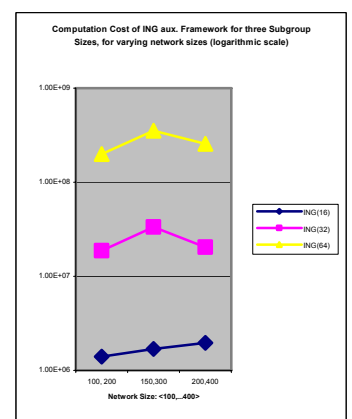 Computation Cost of ING aux. Framework for three Subgroup
Sizes, for varying network sizes (logarithmic scale)
1.00E+09
1.00E+08
1.00E+07
1.00E+06
100, 200
150,300
200,400
Network Size: <100,...400>
ING(16)
ING(32)
ING(64)